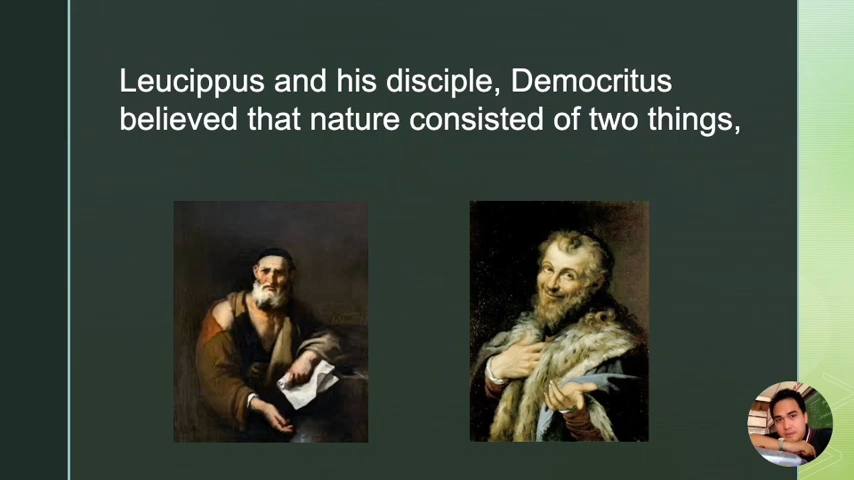 Leucippus and his disciple, Democritus
believed that nature consisted of two things,